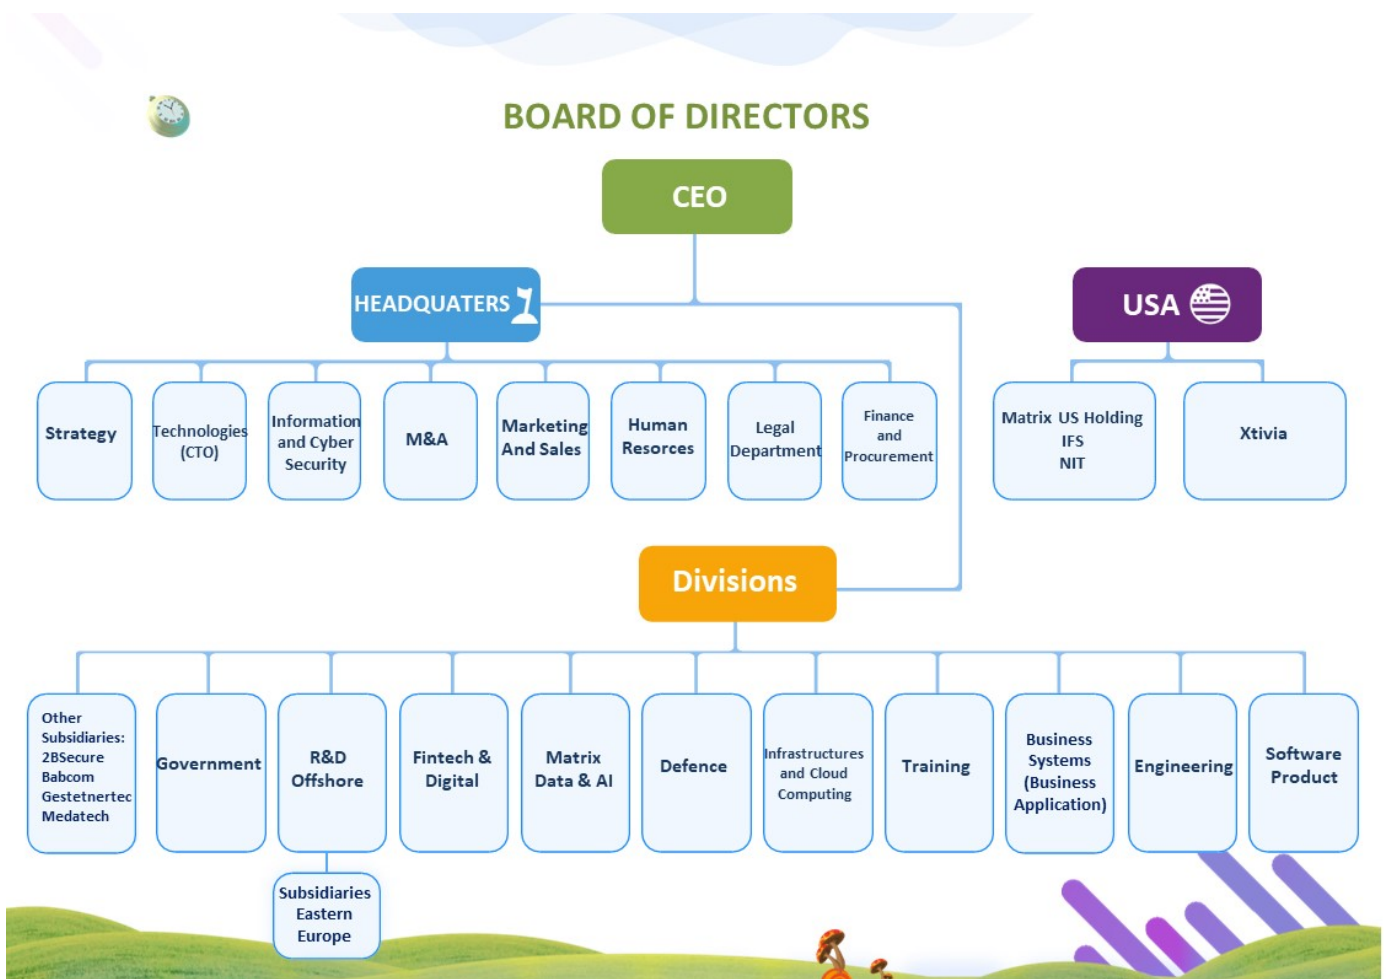 BOARD OF DIRECTORS
CEO
HEADQUATERS
USA
Strategy
Technologies
(CTO)
Information
and Cyber
Security
M&A
Marketing
And Sales
Human
Resorces
Legal
Department
Finance
and
Procurement
Matrix US Holding
IFS
NIT
Xtivia
Divisions
Other
Subsidiaries:
2BSecure
Babcom
Gestetnertec
Medatech
Government
R&D
Offshore
Fintech &
Digital
Matrix
Data & AI
Defence
Infrastructures
and Cloud
Computing
Training
Business
Systems
(Business
Application)
Engineering
Software
Product
Subsidiaries
Eastern
Europe